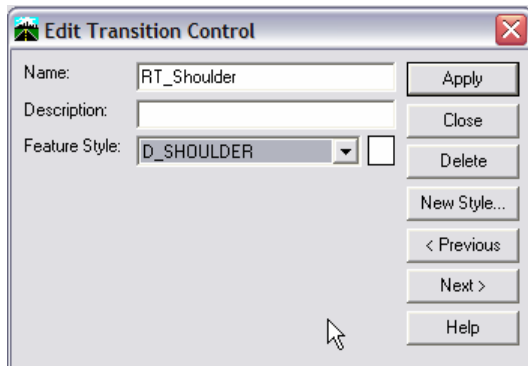 Edit Transition Control
Name: RT_Shoulder
Description:
Feature Style: D_SHOULDER
Apply
Close
Delete
New Style...
< Previous
Next >
Help